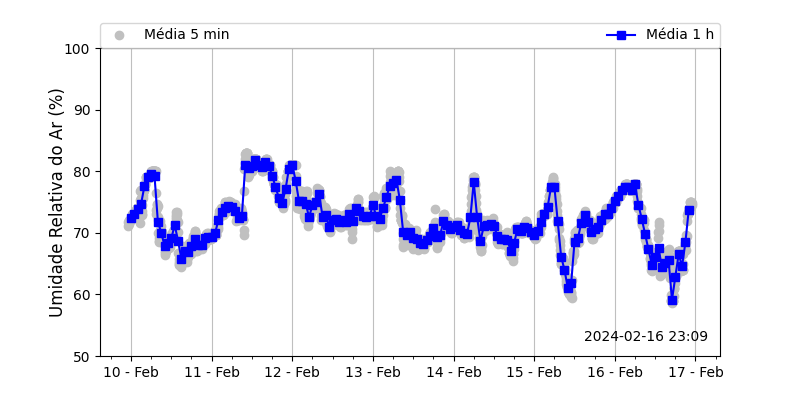 Média 5 min
Média 1 h
Umidade Relativa do Ar (%)
100
90
80
70
60
50
2024-02-16 23:09
10 - Feb
11 - Feb
12 - Feb
13 - Feb
14 - Feb
15 - Feb
16 - Feb
17 - Feb